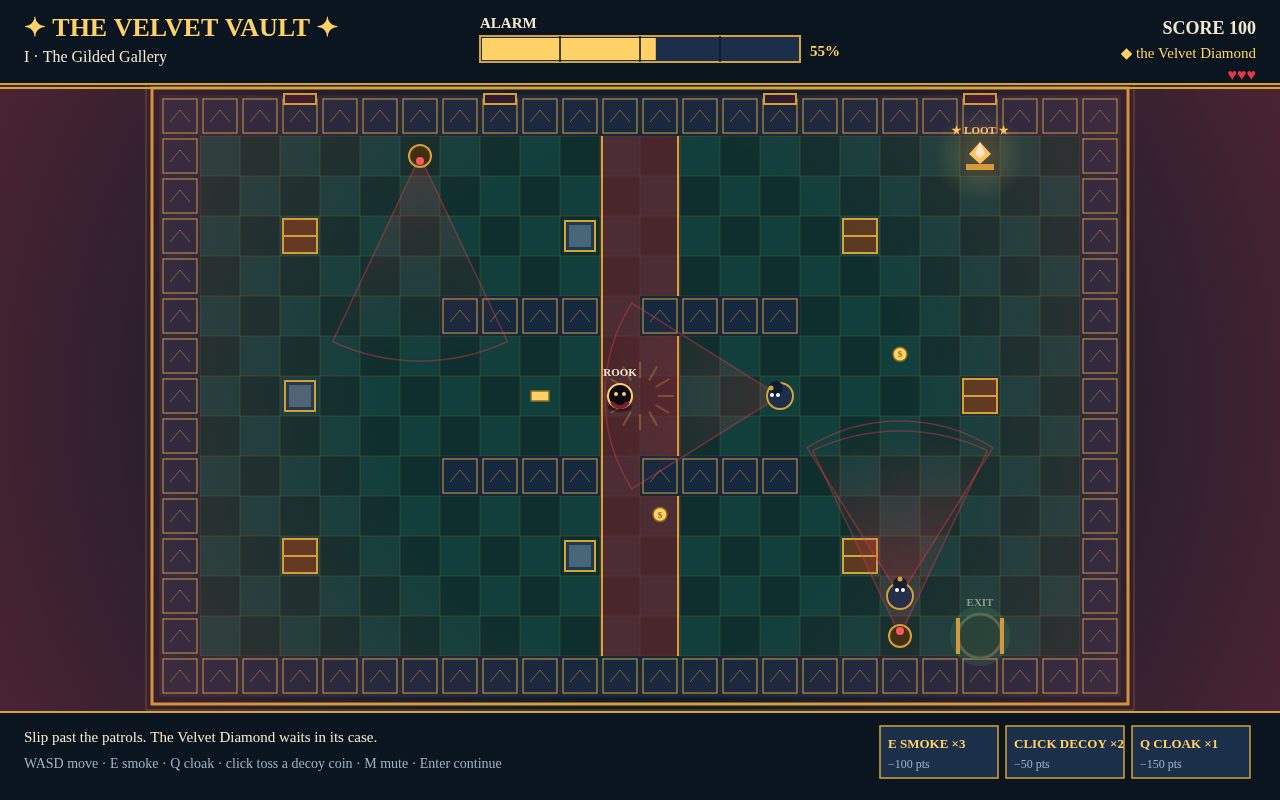 ✦ THE VELVET VAULT ✦
I · The Gilded Gallery
ALARM
55%
SCORE 100
◆ the Velvet Diamond
♥♥♥
★ LOOT ★
$
ROOK
$
EXIT
Slip past the patrols. The Velvet Diamond waits in its case.
WASD move · E smoke · Q cloak · click toss a decoy coin · M mute · Enter continue
E SMOKE ×3
−100 pts
CLICK DECOY ×2
−50 pts
Q CLOAK ×1
−150 pts